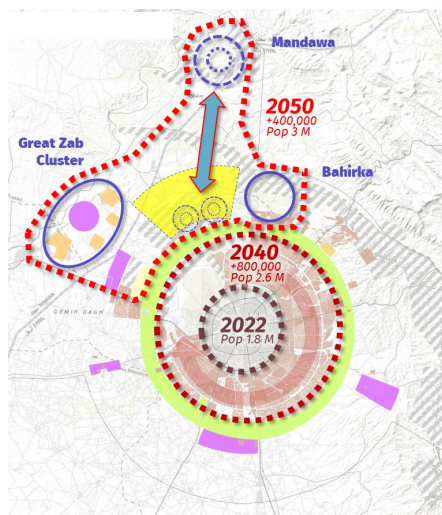 Mandawa
2050
+400,000
Pop 3 M
Great Zab
Cluster
Bahirka
2040
+800,000
Pop 2.6 M
DEMIR DAGH
2022
Pop 1.8 M